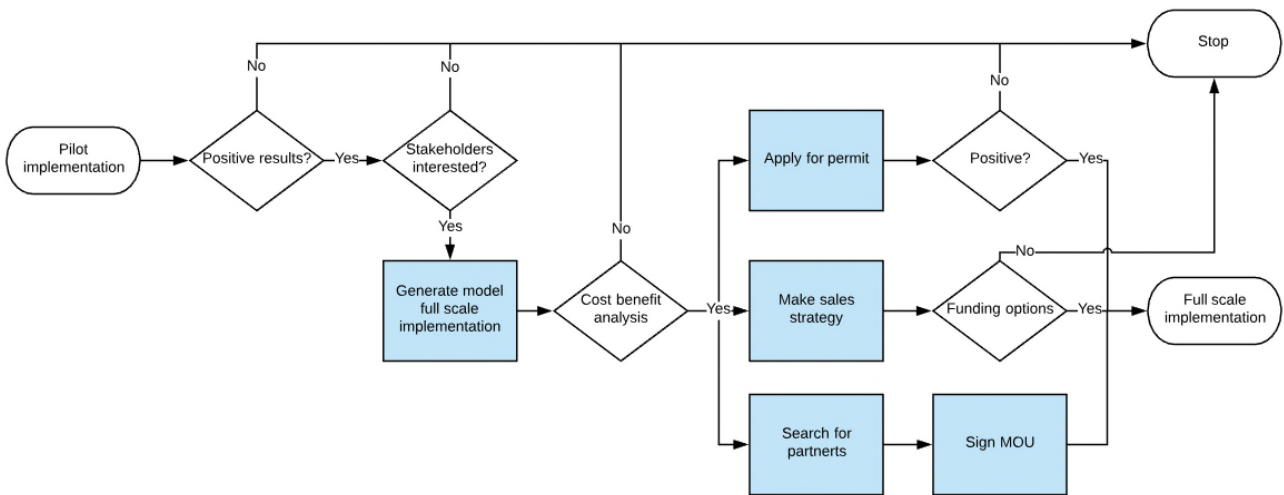 Stop
No
No
No
Pilot
implementation
Positive results?
Yes
Stakeholders
interested?
Apply for permit
Positive?
Yes
Yes
No
No
Generate model
full scale
implementation
Cost benefit
analysis
Yes
Make sales
strategy
Funding options
Yes
Full scale
implementation
Search for
partnerts
Sign MOU